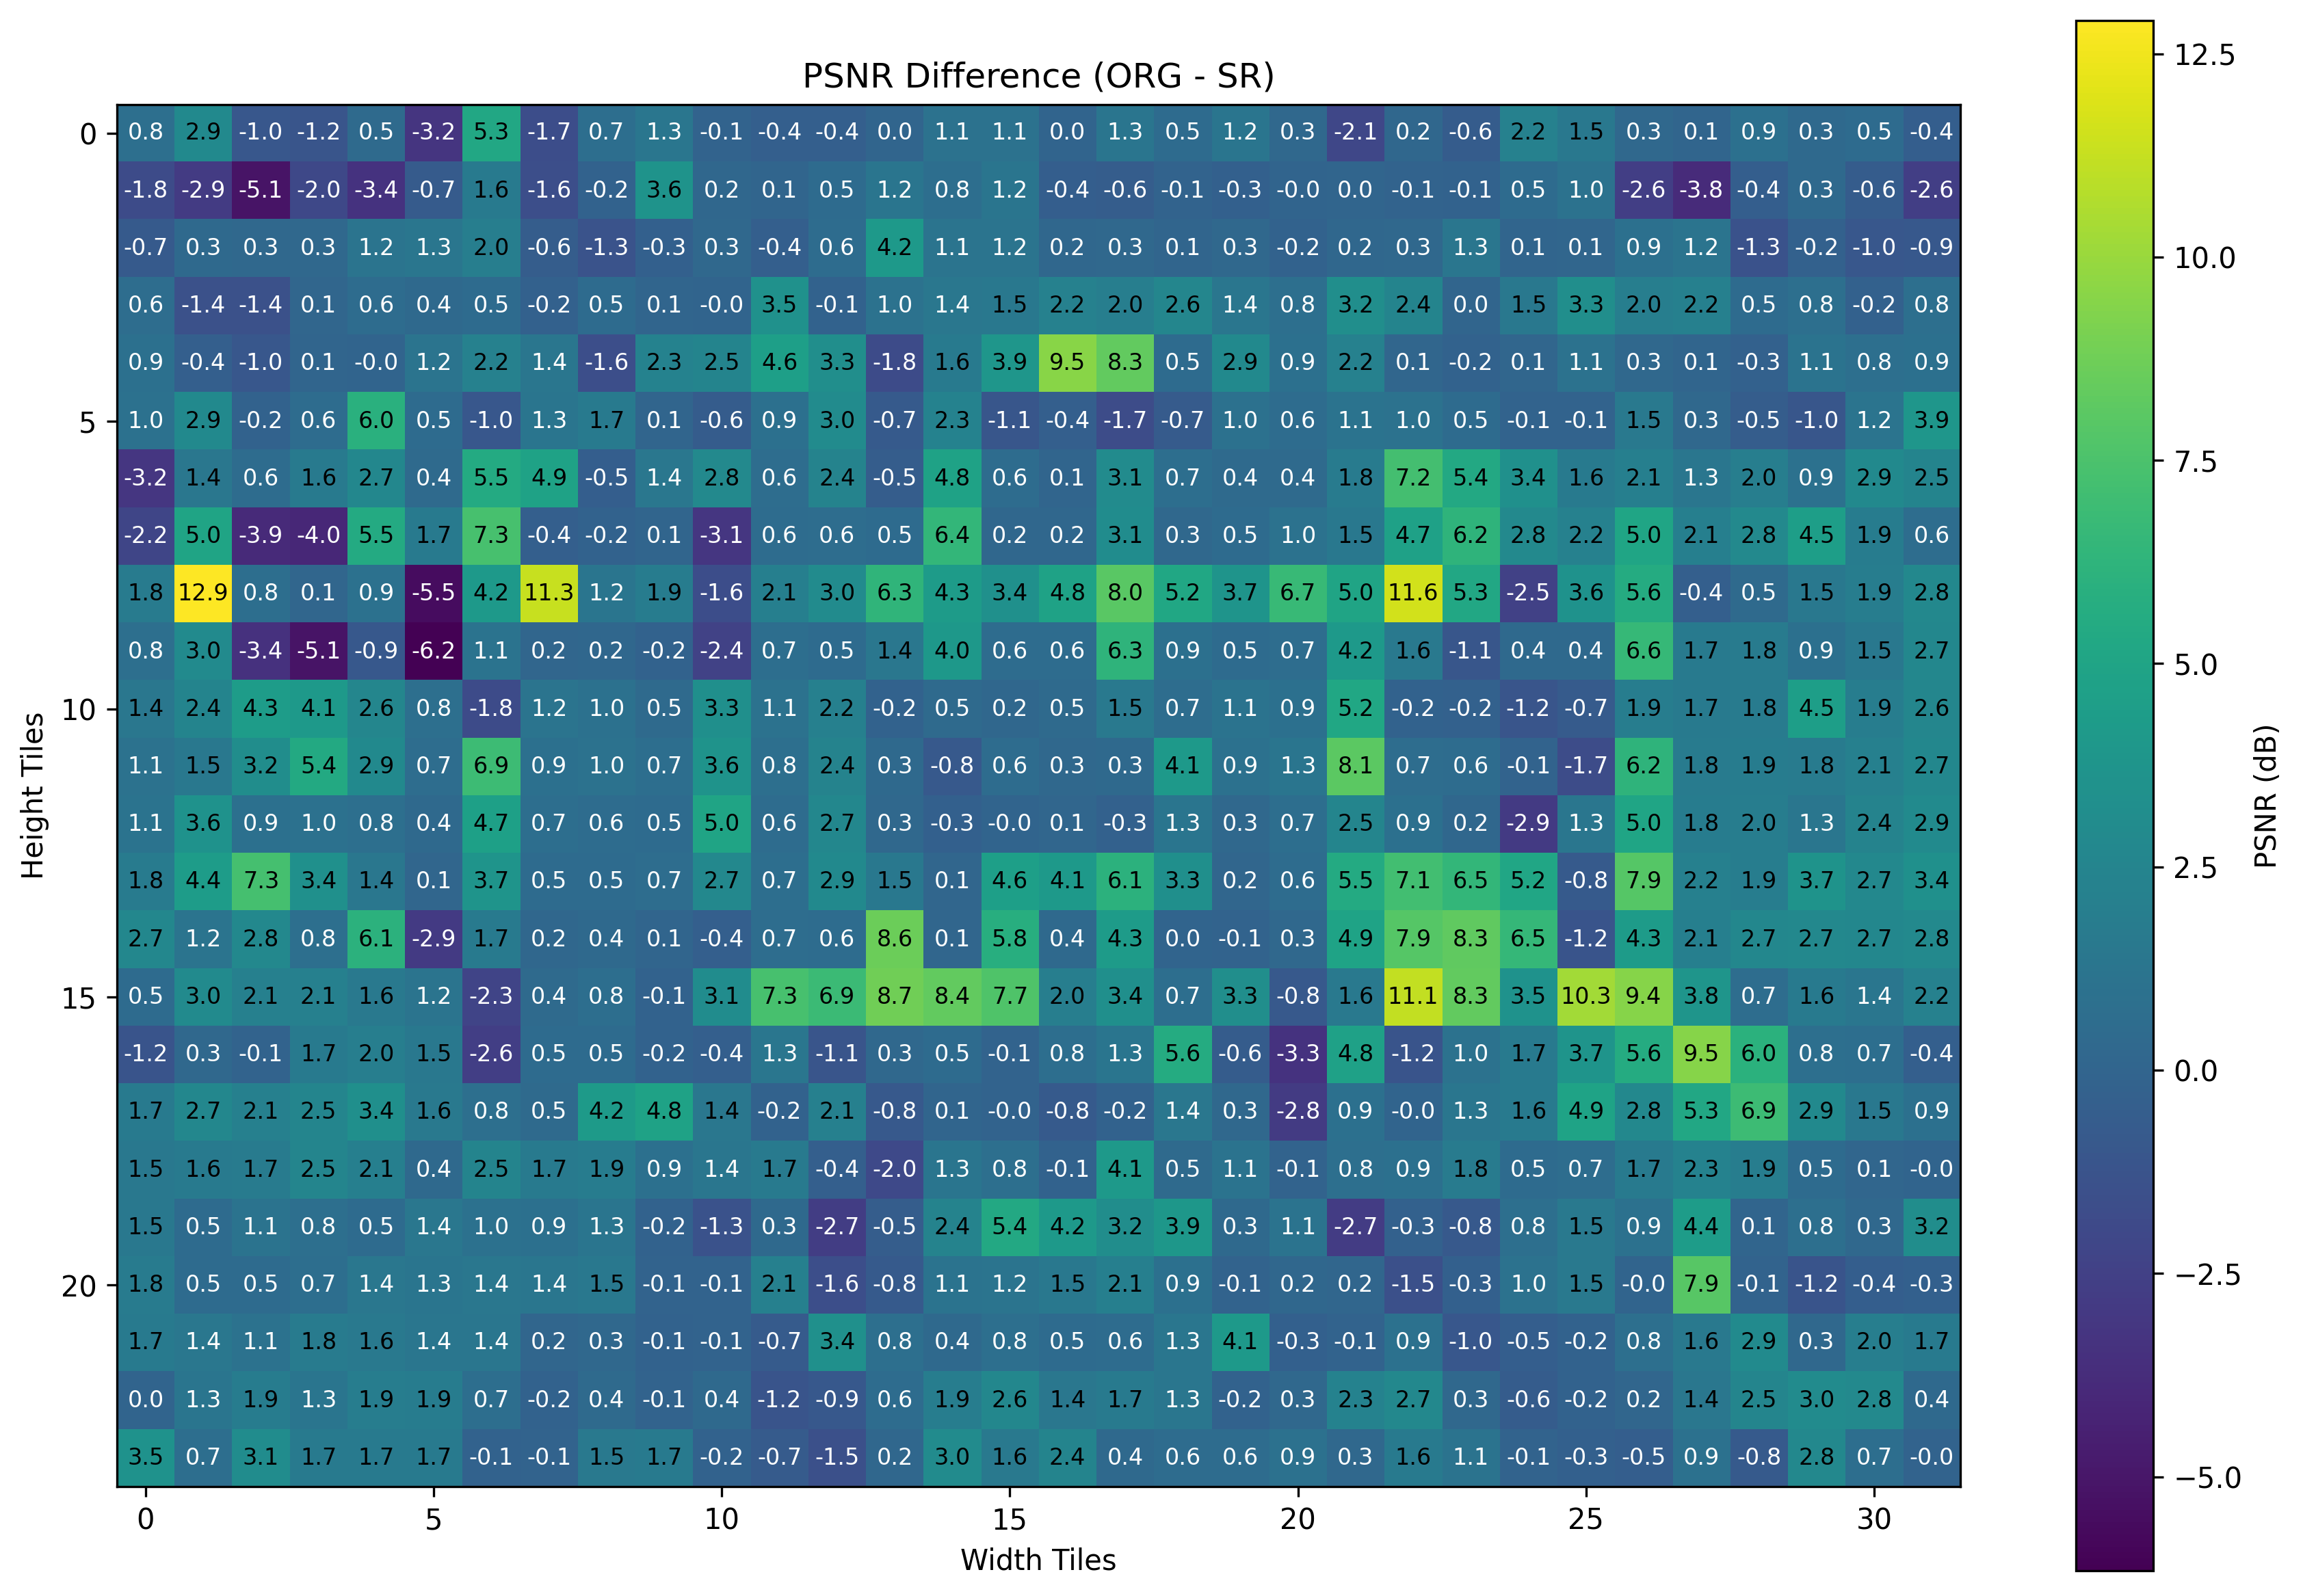 PSNR Difference (ORG - SR)
0 0.8 2.9 -1.0 -1.2 0.5 -3.2 5.3 -1.7 0.7 1.3 -0.1 -0.4 -0.4 0.0 1.1 1.1 0.0 1.3 0.5 1.2 0.3 -2.1 0.2 -0.6 2.2 1.5 0.3 0.1 0.9 0.3 0.5 -0.4
-1.8 -2.9 -5.1 -2.0 -3.4 -0.7 1.6 -1.6 -0.2 3.6 0.2 0.1 0.5 1.2 0.8 1.2 -0.4 -0.6 -0.1 -0.3 -0.0 0.0 -0.1 -0.1 0.5 1.0 -2.6 -3.8 -0.4 0.3 -0.6 -2.6
-0.7 0.3 0.3 0.3 1.2 1.3 2.0 -0.6 -1.3 -0.3 0.3 -0.4 0.6 4.2 1.1 1.2 0.2 0.3 0.1 0.3 -0.2 0.2 0.3 1.3 0.1 0.1 0.9 1.2 -1.3 -0.2 -1.0 -0.9
0.6 -1.4 -1.4 0.1 0.6 0.4 0.5 -0.2 0.5 0.1 -0.0 3.5 -0.1 1.0 1.4 1.5 2.2 2.0 2.6 1.4 0.8 3.2 2.4 0.0 1.5 3.3 2.0 2.2 0.5 0.8 -0.2 0.8
0.9 -0.4 -1.0 0.1 -0.0 1.2 2.2 1.4 -1.6 2.3 2.5 4.6 3.3 -1.8 1.6 3.9 9.5 8.3 0.5 2.9 0.9 2.2 0.1 -0.2 0.1 1.1 0.3 0.1 -0.3 1.1 0.8 0.9
5 1.0 2.9 -0.2 0.6 6.0 0.5 -1.0 1.3 1.7 0.1 -0.6 0.9 3.0 -0.7 2.3 -1.1 -0.4 -1.7 -0.7 1.0 0.6 1.1 1.0 0.5 -0.1 -0.1 1.5 0.3 -0.5 -1.0 1.2 3.9
-3.2 1.4 0.6 1.6 2.7 0.4 5.5 4.9 -0.5 1.4 2.8 0.6 2.4 -0.5 4.8 0.6 0.1 3.1 0.7 0.4 0.4 1.8 7.2 5.4 3.4 1.6 2.1 1.3 2.0 0.9 2.9 2.5
-2.2 5.0 -3.9 -4.0 5.5 1.7 7.3 -0.4 -0.2 0.1 -3.1 0.6 0.6 0.5 6.4 0.2 0.2 3.1 0.3 0.5 1.0 1.5 4.7 6.2 2.8 2.2 5.0 2.1 2.8 4.5 1.9 0.6
1.8 12.9 0.8 0.1 0.9 -5.5 4.2 11.3 1.2 1.9 -1.6 2.1 3.0 6.3 4.3 3.4 4.8 8.0 5.2 3.7 6.7 5.0 11.6 5.3 -2.5 3.6 5.6 -0.4 0.5 1.5 1.9 2.8
0.8 3.0 -3.4 -5.1 -0.9 -6.2 1.1 0.2 0.2 -0.2 -2.4 0.7 0.5 1.4 4.0 0.6 0.6 6.3 0.9 0.5 0.7 4.2 1.6 -1.1 0.4 0.4 6.6 1.7 1.8 0.9 1.5 2.7
10 1.4 2.4 4.3 4.1 2.6 0.8 -1.8 1.2 1.0 0.5 3.3 1.1 2.2 -0.2 0.5 0.2 0.5 1.5 0.7 1.1 0.9 5.2 -0.2 -0.2 -1.2 -0.7 1.9 1.7 1.8 4.5 1.9 2.6
1.1 1.5 3.2 5.4 2.9 0.7 6.9 0.9 1.0 0.7 3.6 0.8 2.4 0.3 -0.8 0.6 0.3 0.3 4.1 0.9 1.3 8.1 0.7 0.6 -0.1 -1.7 6.2 1.8 1.9 1.8 2.1 2.7
1.1 3.6 0.9 1.0 0.8 0.4 4.7 0.7 0.6 0.5 5.0 0.6 2.7 0.3 -0.3 -0.0 0.1 -0.3 1.3 0.3 0.7 2.5 0.9 0.2 -2.9 1.3 5.0 1.8 2.0 1.3 2.4 2.9
1.8 4.4 7.3 3.4 1.4 0.1 3.7 0.5 0.5 0.7 2.7 0.7 2.9 1.5 0.1 4.6 4.1 6.1 3.3 0.2 0.6 5.5 7.1 6.5 5.2 -0.8 7.9 2.2 1.9 3.7 2.7 3.4
2.7 1.2 2.8 0.8 6.1 -2.9 1.7 0.2 0.4 0.1 -0.4 0.7 0.6 8.6 0.1 5.8 0.4 4.3 0.0 -0.1 0.3 4.9 7.9 8.3 6.5 -1.2 4.3 2.1 2.7 2.7 2.7 2.8
15 0.5 3.0 2.1 2.1 1.6 1.2 -2.3 0.4 0.8 -0.1 3.1 7.3 6.9 8.7 8.4 7.7 2.0 3.4 0.7 3.3 -0.8 1.6 11.1 8.3 3.5 10.3 9.4 3.8 0.7 1.6 1.4 2.2
-1.2 0.3 -0.1 1.7 2.0 1.5 -2.6 0.5 0.5 -0.2 -0.4 1.3 -1.1 0.3 0.5 -0.1 0.8 1.3 5.6 -0.6 -3.3 4.8 -1.2 1.0 1.7 3.7 5.6 9.5 6.0 0.8 0.7 -0.4
1.7 2.7 2.1 2.5 3.4 1.6 0.8 0.5 4.2 4.8 1.4 -0.2 2.1 -0.8 0.1 -0.0 -0.8 -0.2 1.4 0.3 -2.8 0.9 -0.0 1.3 1.6 4.9 2.8 5.3 6.9 2.9 1.5 0.9
1.5 1.6 1.7 2.5 2.1 0.4 2.5 1.7 1.9 0.9 1.4 1.7 -0.4 -2.0 1.3 0.8 -0.1 4.1 0.5 1.1 -0.1 0.8 0.9 1.8 0.5 0.7 1.7 2.3 1.9 0.5 0.1 -0.0
1.5 0.5 1.1 0.8 0.5 1.4 1.0 0.9 1.3 -0.2 -1.3 0.3 -2.7 -0.5 2.4 5.4 4.2 3.2 3.9 0.3 1.1 -2.7 -0.3 -0.8 0.8 1.5 0.9 4.4 0.1 0.8 0.3 3.2
20 1.8 0.5 0.5 0.7 1.4 1.3 1.4 1.4 1.5 -0.1 -0.1 2.1 -1.6 -0.8 1.1 1.2 1.5 2.1 0.9 -0.1 0.2 0.2 -1.5 -0.3 1.0 1.5 -0.0 7.9 -0.1 -1.2 -0.4 -0.3
1.7 1.4 1.1 1.8 1.6 1.4 1.4 0.2 0.3 -0.1 -0.1 -0.7 3.4 0.8 0.4 0.8 0.5 0.6 1.3 4.1 -0.3 -0.1 0.9 -1.0 -0.5 -0.2 0.8 1.6 2.9 0.3 2.0 1.7
0.0 1.3 1.9 1.3 1.9 1.9 0.7 -0.2 0.4 -0.1 0.4 -1.2 -0.9 0.6 1.9 2.6 1.4 1.7 1.3 -0.2 0.3 2.3 2.7 0.3 -0.6 -0.2 0.2 1.4 2.5 3.0 2.8 0.4
3.5 0.7 3.1 1.7 1.7 1.7 -0.1 -0.1 1.5 1.7 -0.2 -0.7 -1.5 0.2 3.0 1.6 2.4 0.4 0.6 0.6 0.9 0.3 1.6 1.1 -0.1 -0.3 -0.5 0.9 -0.8 2.8 0.7 -0.0
0 5 10 15 20 25 30
Width Tiles
Height Tiles
12.5
10.0
7.5
5.0
2.5
0.0
−2.5
−5.0
PSNR (dB)